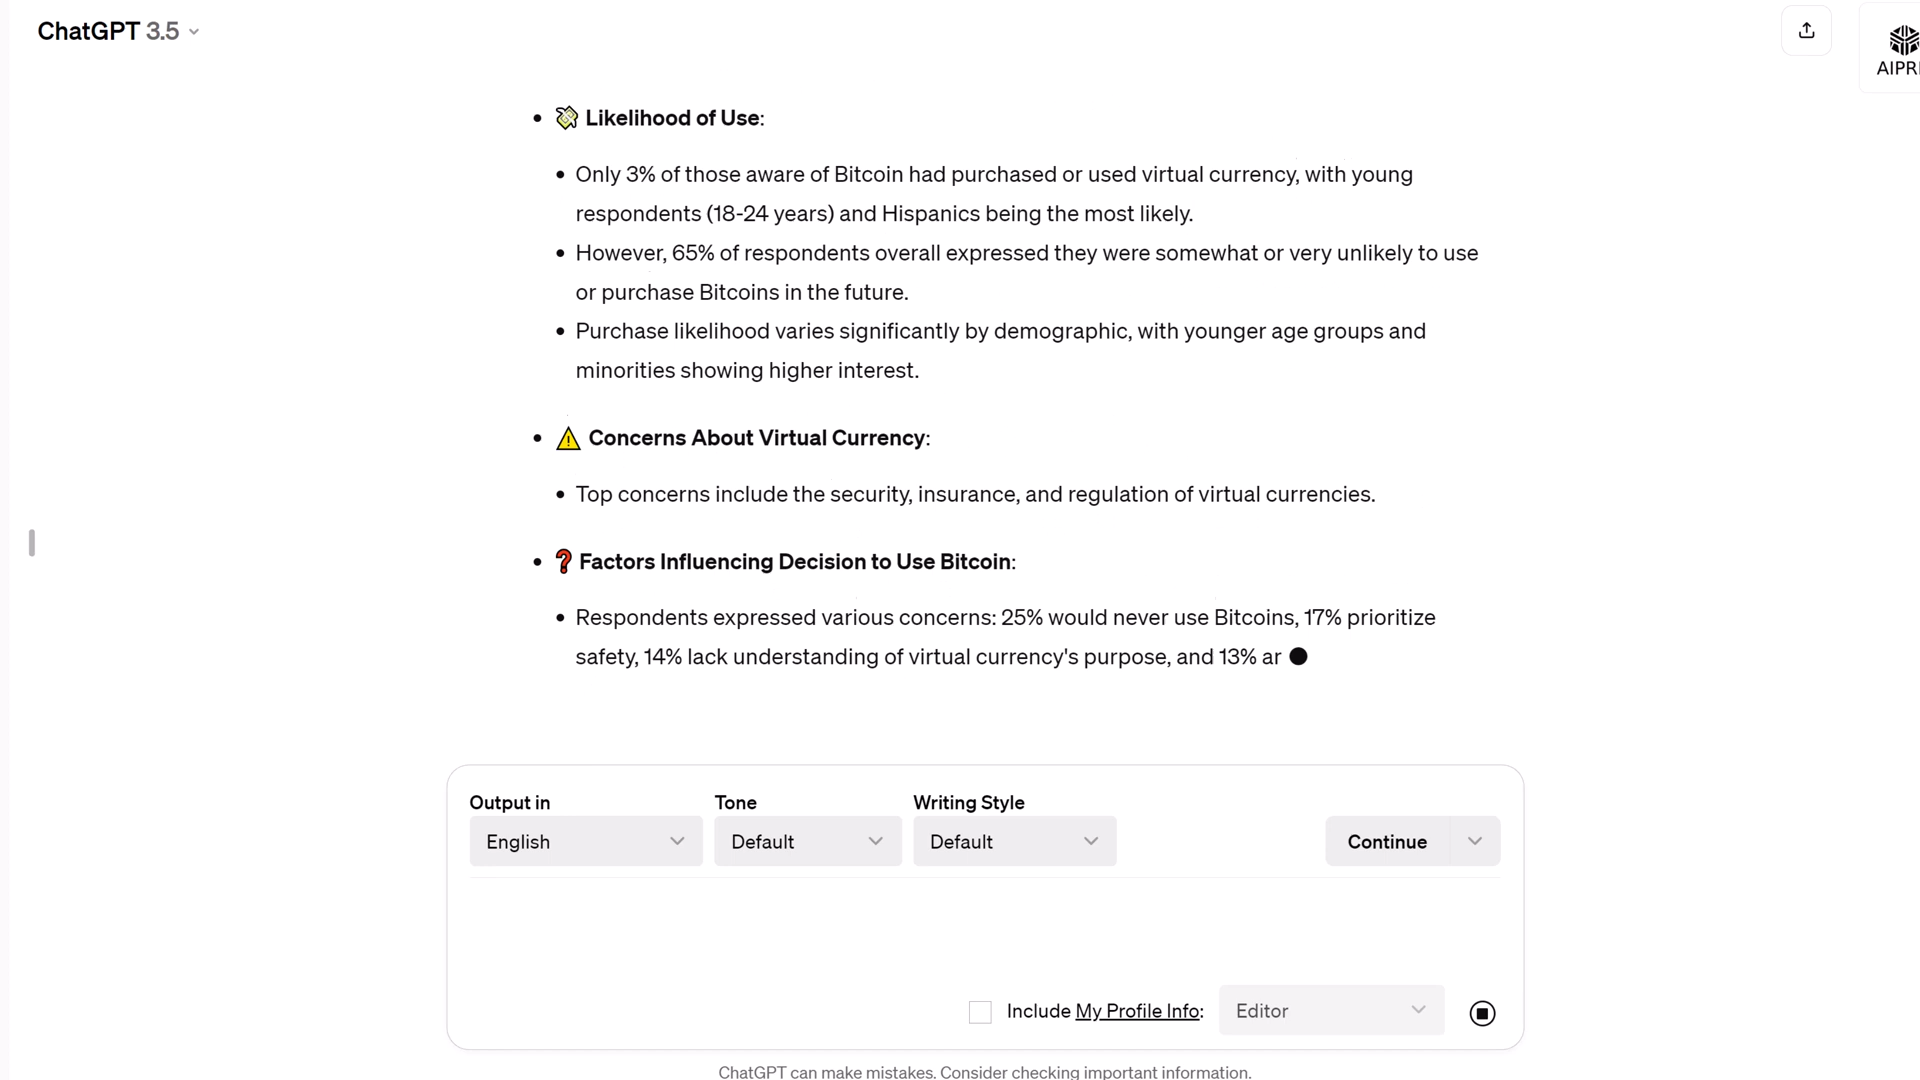 ChatGPT 3.5
AIPR
Likelihood of Use:
Only 3% of those aware of Bitcoin had purchased or used virtual currency, with young
respondents (18-24 years) and Hispanics being the most likely.
However, 65% of respondents overall expressed they were somewhat or very unlikely to use
or purchase Bitcoins in the future.
Purchase likelihood varies significantly by demographic, with younger age groups and
minorities showing higher interest.
Concerns About Virtual Currency:
Top concerns include the security, insurance, and regulation of virtual currencies.
Factors Influencing Decision to Use Bitcoin:
Respondents expressed various concerns: 25% would never use Bitcoins, 17% prioritize
safety, 14% lack understanding of virtual currency's purpose, and 13% ar
Output in Tone Writing Style
English Default Default Continue
Include My Profile Info: Editor
ChatGPT can make mistakes. Consider checking important information.